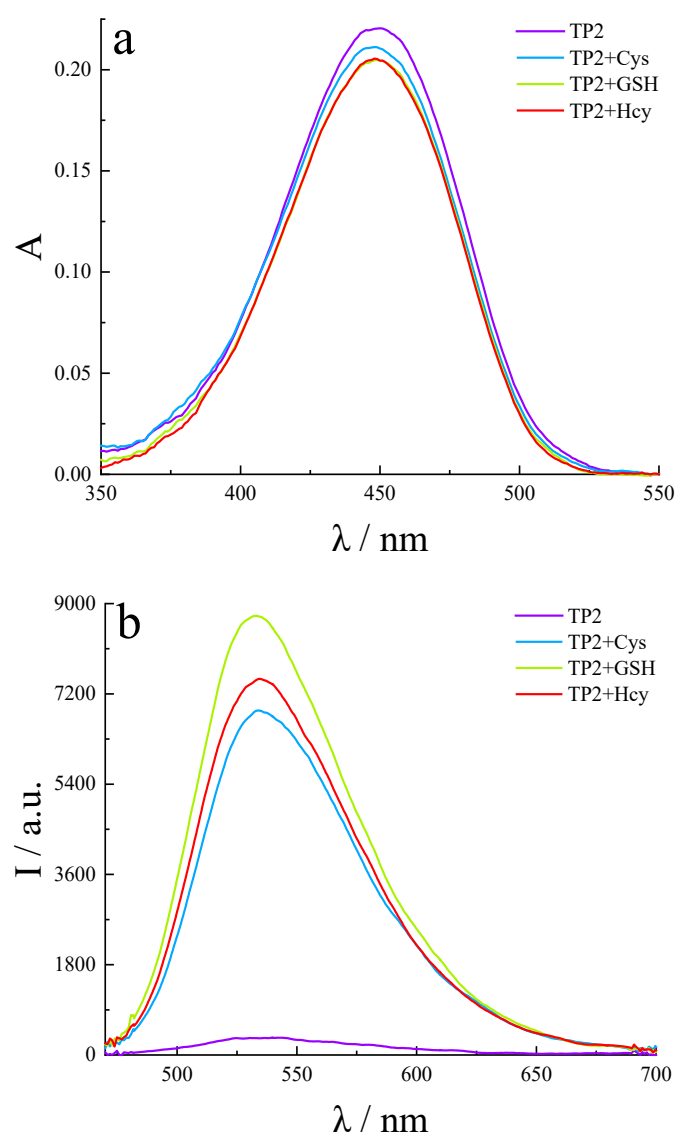 a
TP2
TP2+Cys
TP2+GSH
TP2+Hcy
0.20
0.15
0.10
0.05
0.00
A
350 400 450 500 550
λ / nm
b
TP2
TP2+Cys
TP2+GSH
TP2+Hcy
9000
7200
5400
3600
1800
0
I / a.u.
500 550 600 650 700
λ / nm